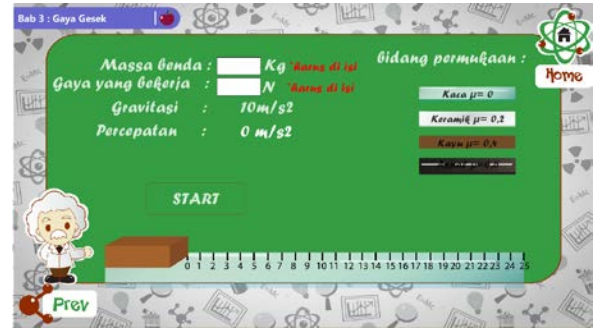 Bab 3 : Gaya Gesek
Massa benda : Kg *Harus di isi
Gaya yang bekerja : N *Harus di isi
Gravitasi : 10m/s2
Percepatan : 0 m/s2
bidang permukaan :
Kaca μ= 0
Keramik μ= 0,2
Kayu μ= 0,4
Home
START
0 1 2 3 4 5 6 7 8 9 10 11 12 13 14 15 16 17 18 19 20 21 22 23 24 25
Prev